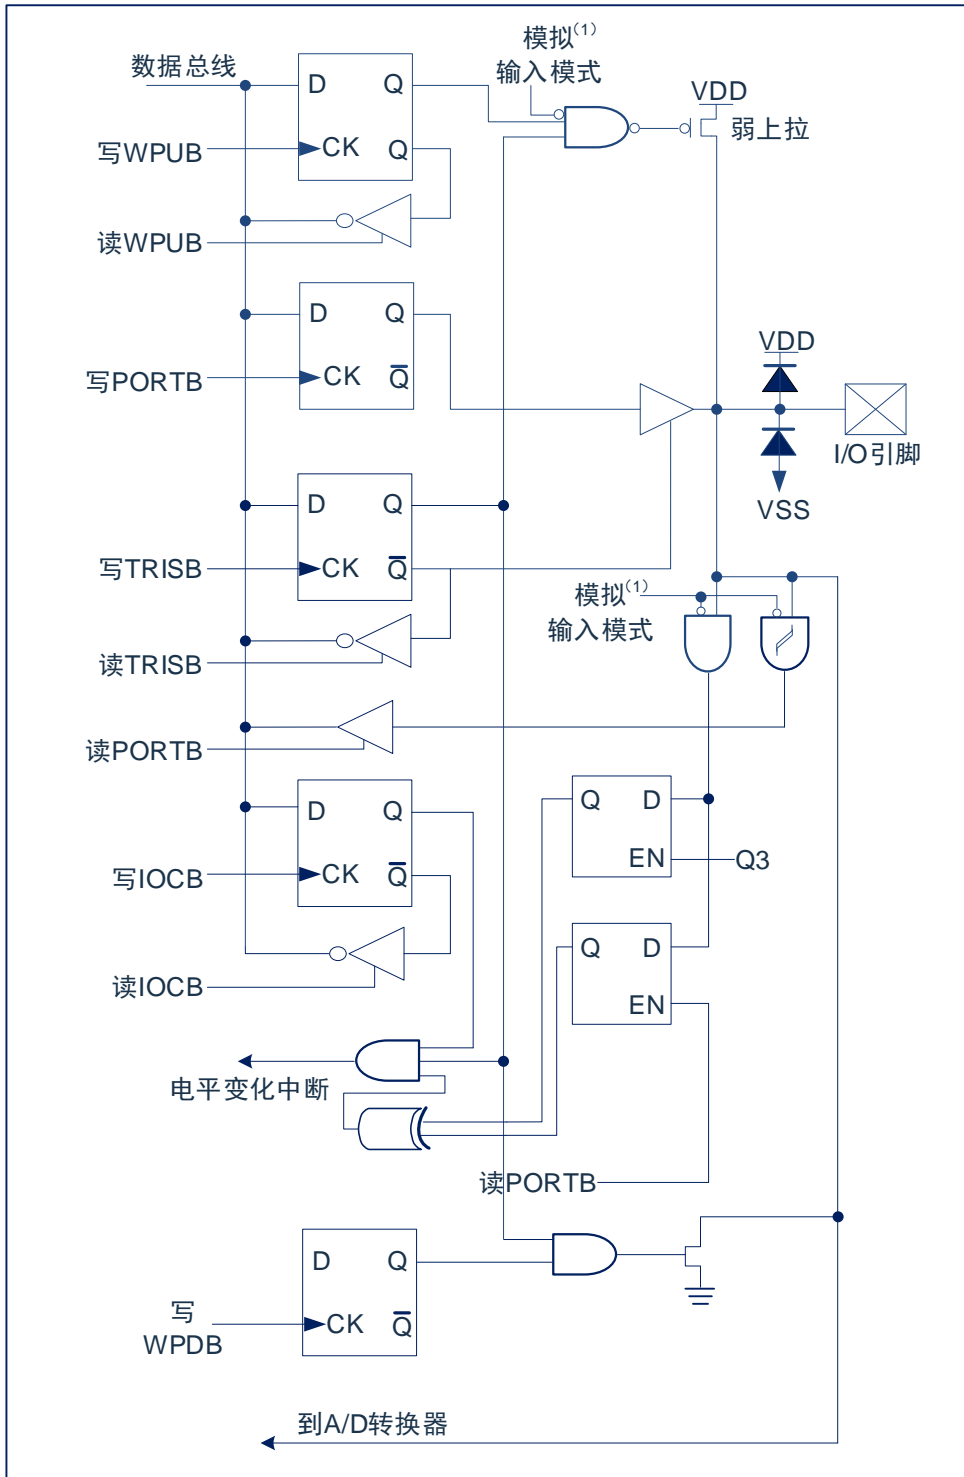 模拟(1)
输入模式
数据总线
D Q
VDD
弱上拉
写WPUB
CK Q
读WPUB
D Q
VDD
写PORTB
CK Q̅
I/O引脚
D Q
VSS
写TRISB
CK Q̅
模拟(1)
输入模式
读TRISB
读PORTB
D Q
Q D
EN Q3
写IOCB
CK Q̅
Q D
读IOCB
EN
电平变化中断
读PORTB
D Q
写
WPDB
CK Q̅
到A/D转换器